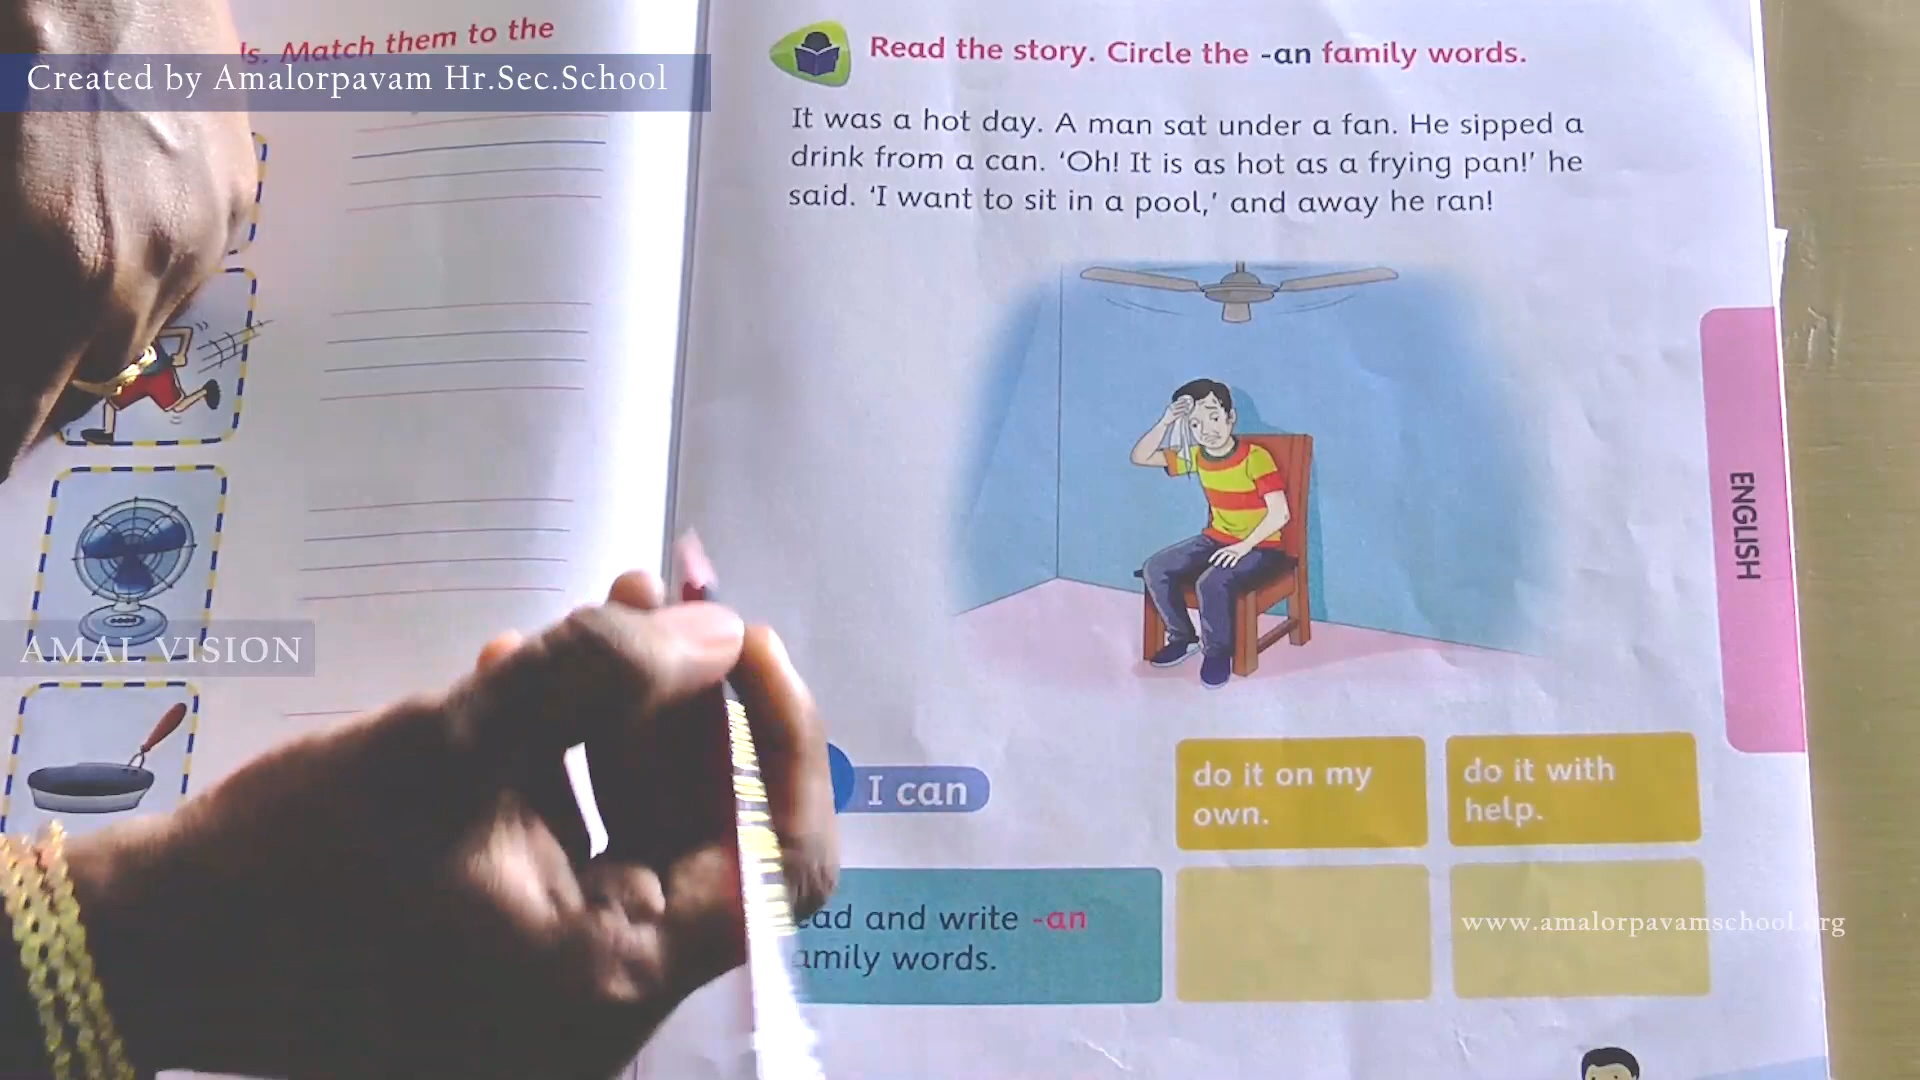 ls. Match them to the
Created by Amalorpavam Hr.Sec.School
Read the story. Circle the -an family words.
It was a hot day. A man sat under a fan. He sipped a
drink from a can. ‘Oh! It is as hot as a frying pan!’ he
said. ‘I want to sit in a pool,’ and away he ran!
ENGLISH
AMAL VISION
I can
do it on my
own.
do it with
help.
ead and write -an
amily words.
www.amalorpavamschool.org